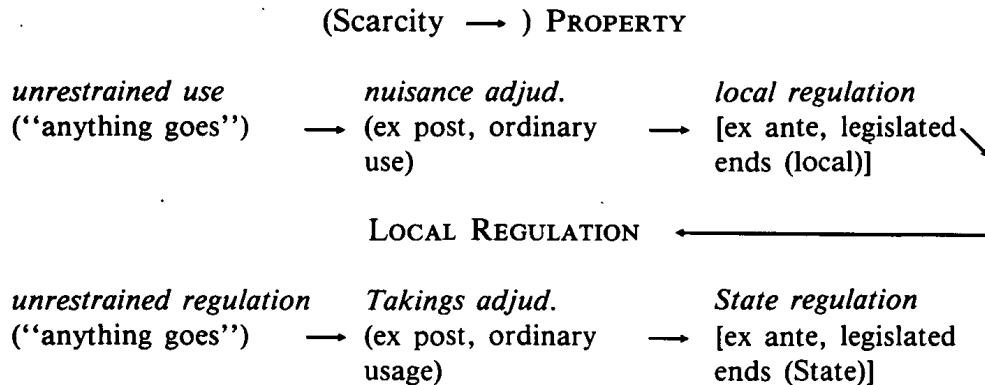 (Scarcity → ) PROPERTY
unrestrained use nuisance adjud. local regulation
("anything goes") → (ex post, ordinary → [ex ante, legislated
use) ends (local)]
LOCAL REGULATION ←
unrestrained regulation Takings adjud. State regulation
("anything goes") → (ex post, ordinary → [ex ante, legislated
usage) ends (State)]